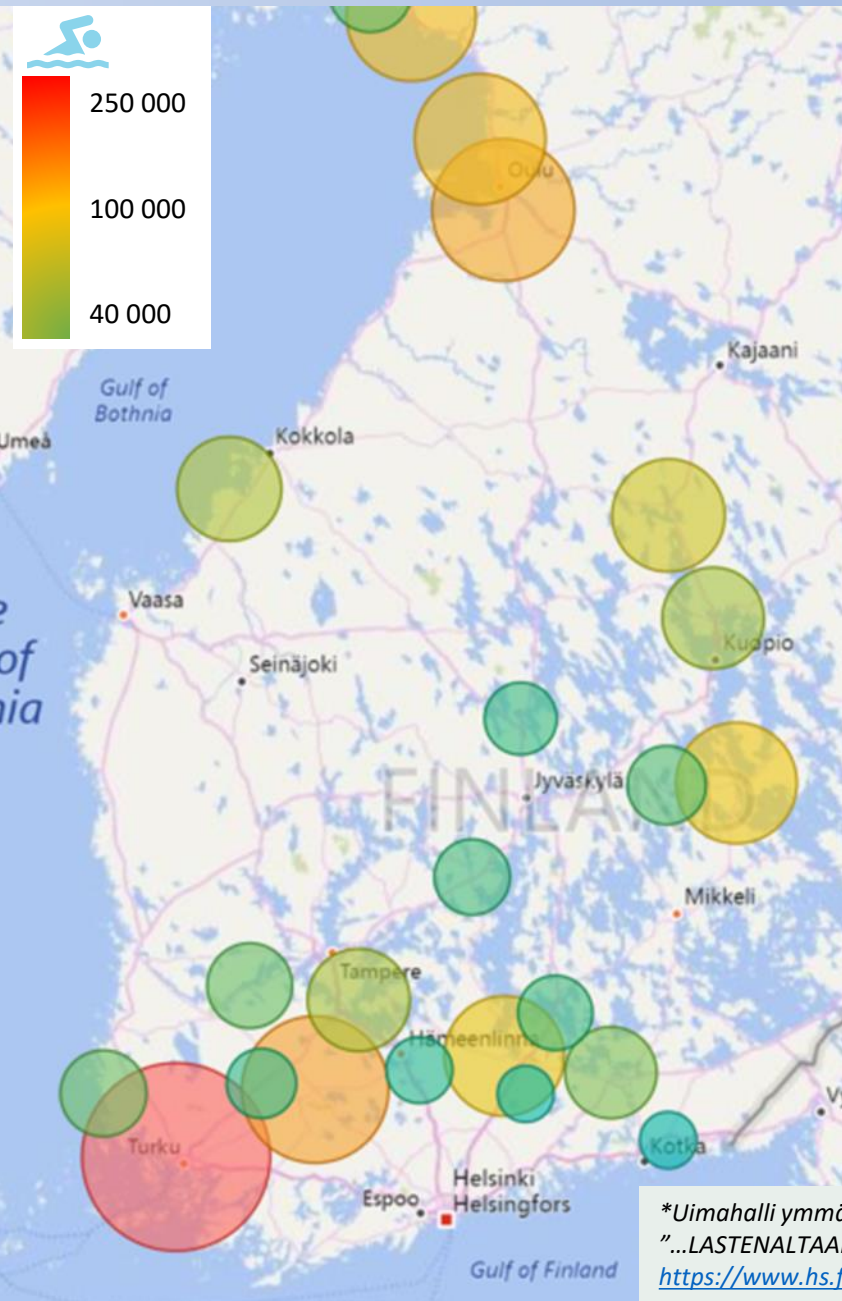 250 000
100 000
40 000
Oulu
Kajaani
Gulf of
Bothnia
Umeå
Kokkola
Vaasa
of
Seinäjoki
Kuopio
Jyväskylä
FINLAND
Mikkeli
Tampere
Hämeenlinna
Turku
Kotka
Espoo
Helsinki
Helsingfors
Gulf of Finland
*Uimahalli ymmä
”…LASTENALTAA
https://www.hs.f